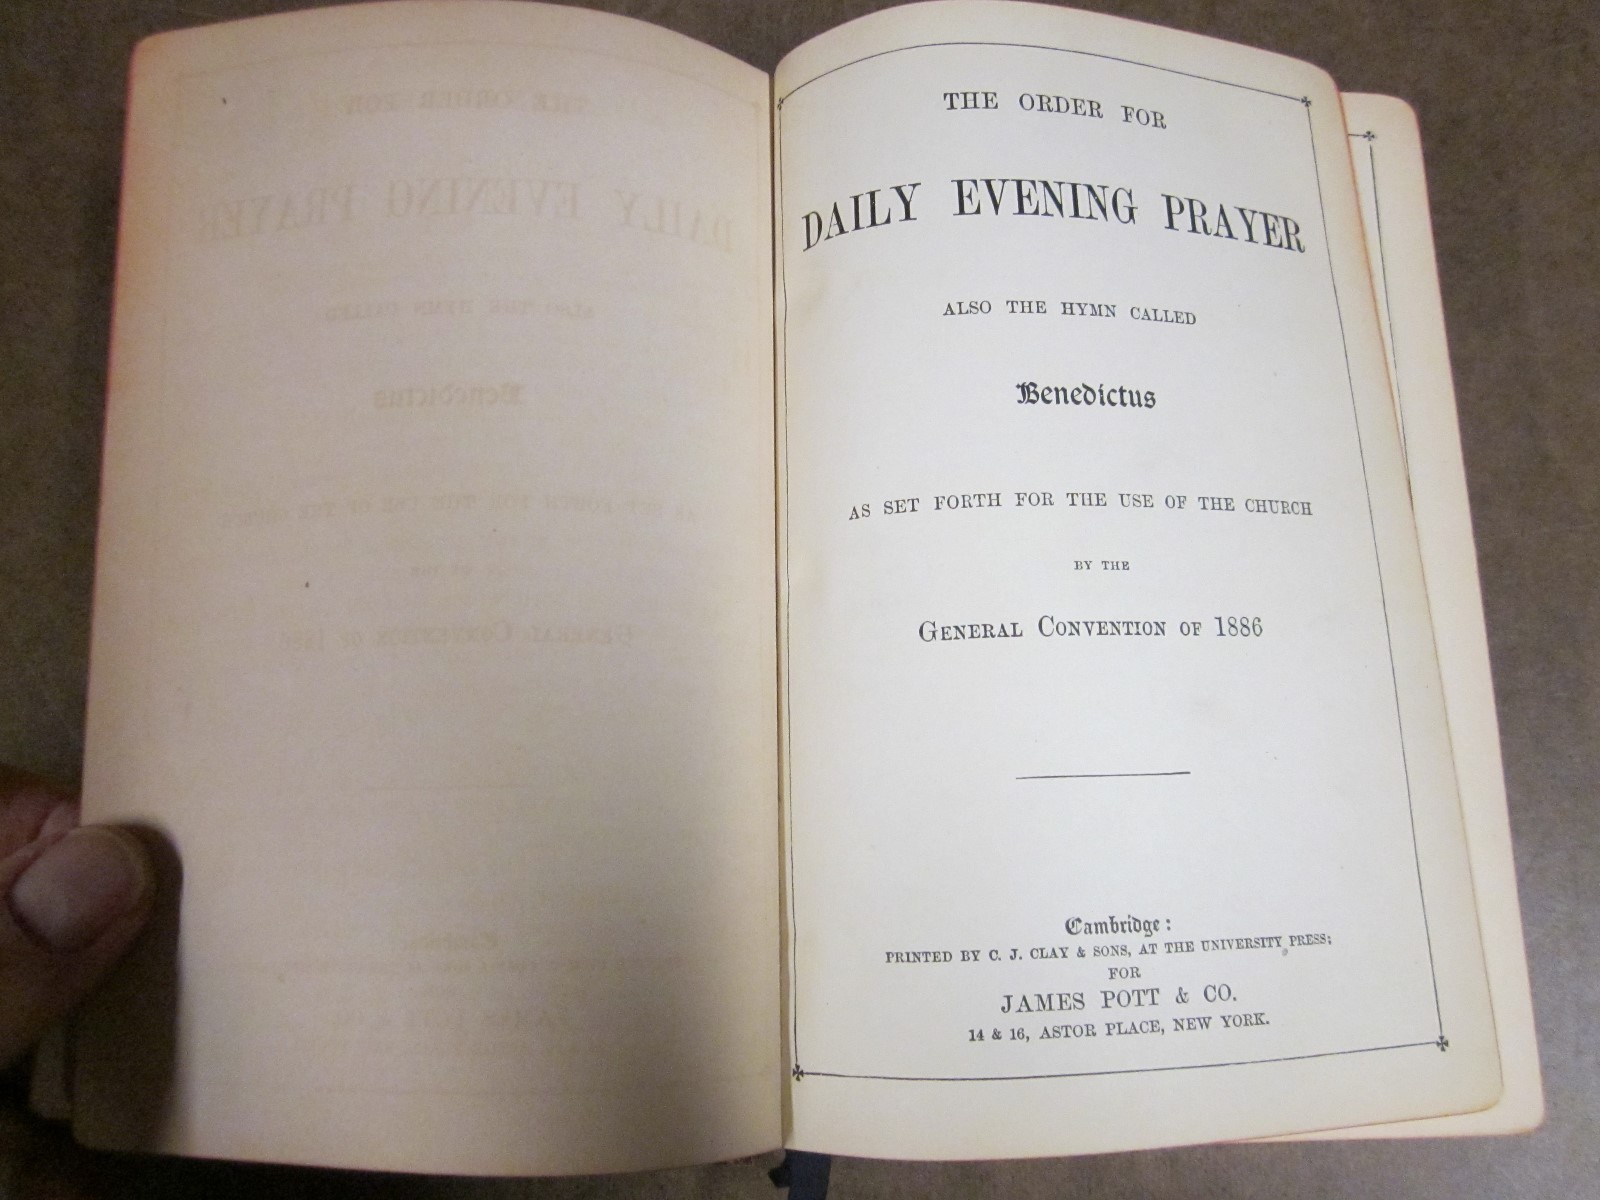 THE ORDER FOR
DAILY EVENING PRAYER
ALSO THE HYMN CALLED
Benedictus
AS SET FORTH FOR THE USE OF THE CHURCH
BY THE
GENERAL CONVENTION OF 1886
Cambridge:
PRINTED BY C. J. CLAY & SONS, AT THE UNIVERSITY PRESS;
FOR
JAMES POTT & CO.
14 & 16, ASTOR PLACE, NEW YORK.